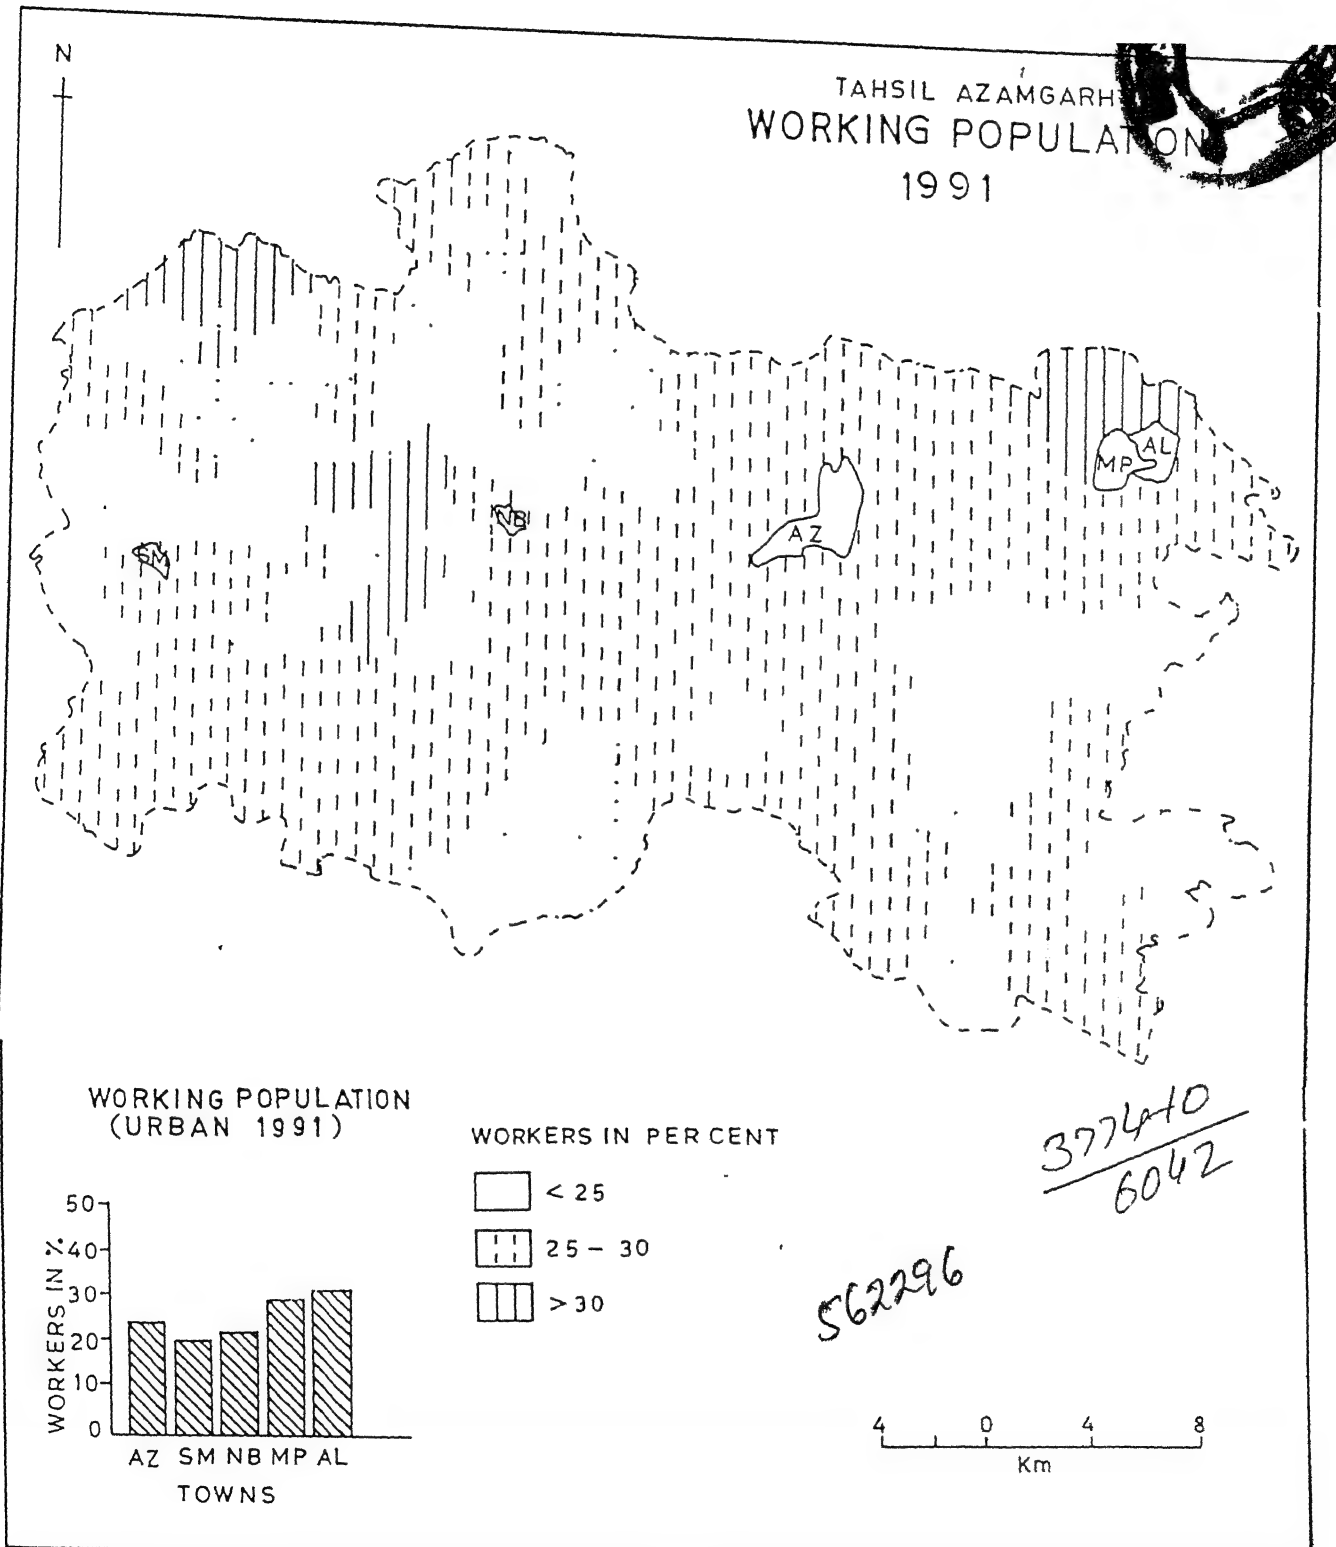 N
TAHSIL AZAMGARH
WORKING POPULATION
1991
AL
MP
NB
AZ
SM
WORKING POPULATION
(URBAN 1991)
WORKERS IN PER CENT
< 25
25 – 30
> 30
WORKERS IN %
50
40
30
20
10
0
AZ SM NB MP AL
TOWNS
377410
6042
562296
4 0 4 8
Km